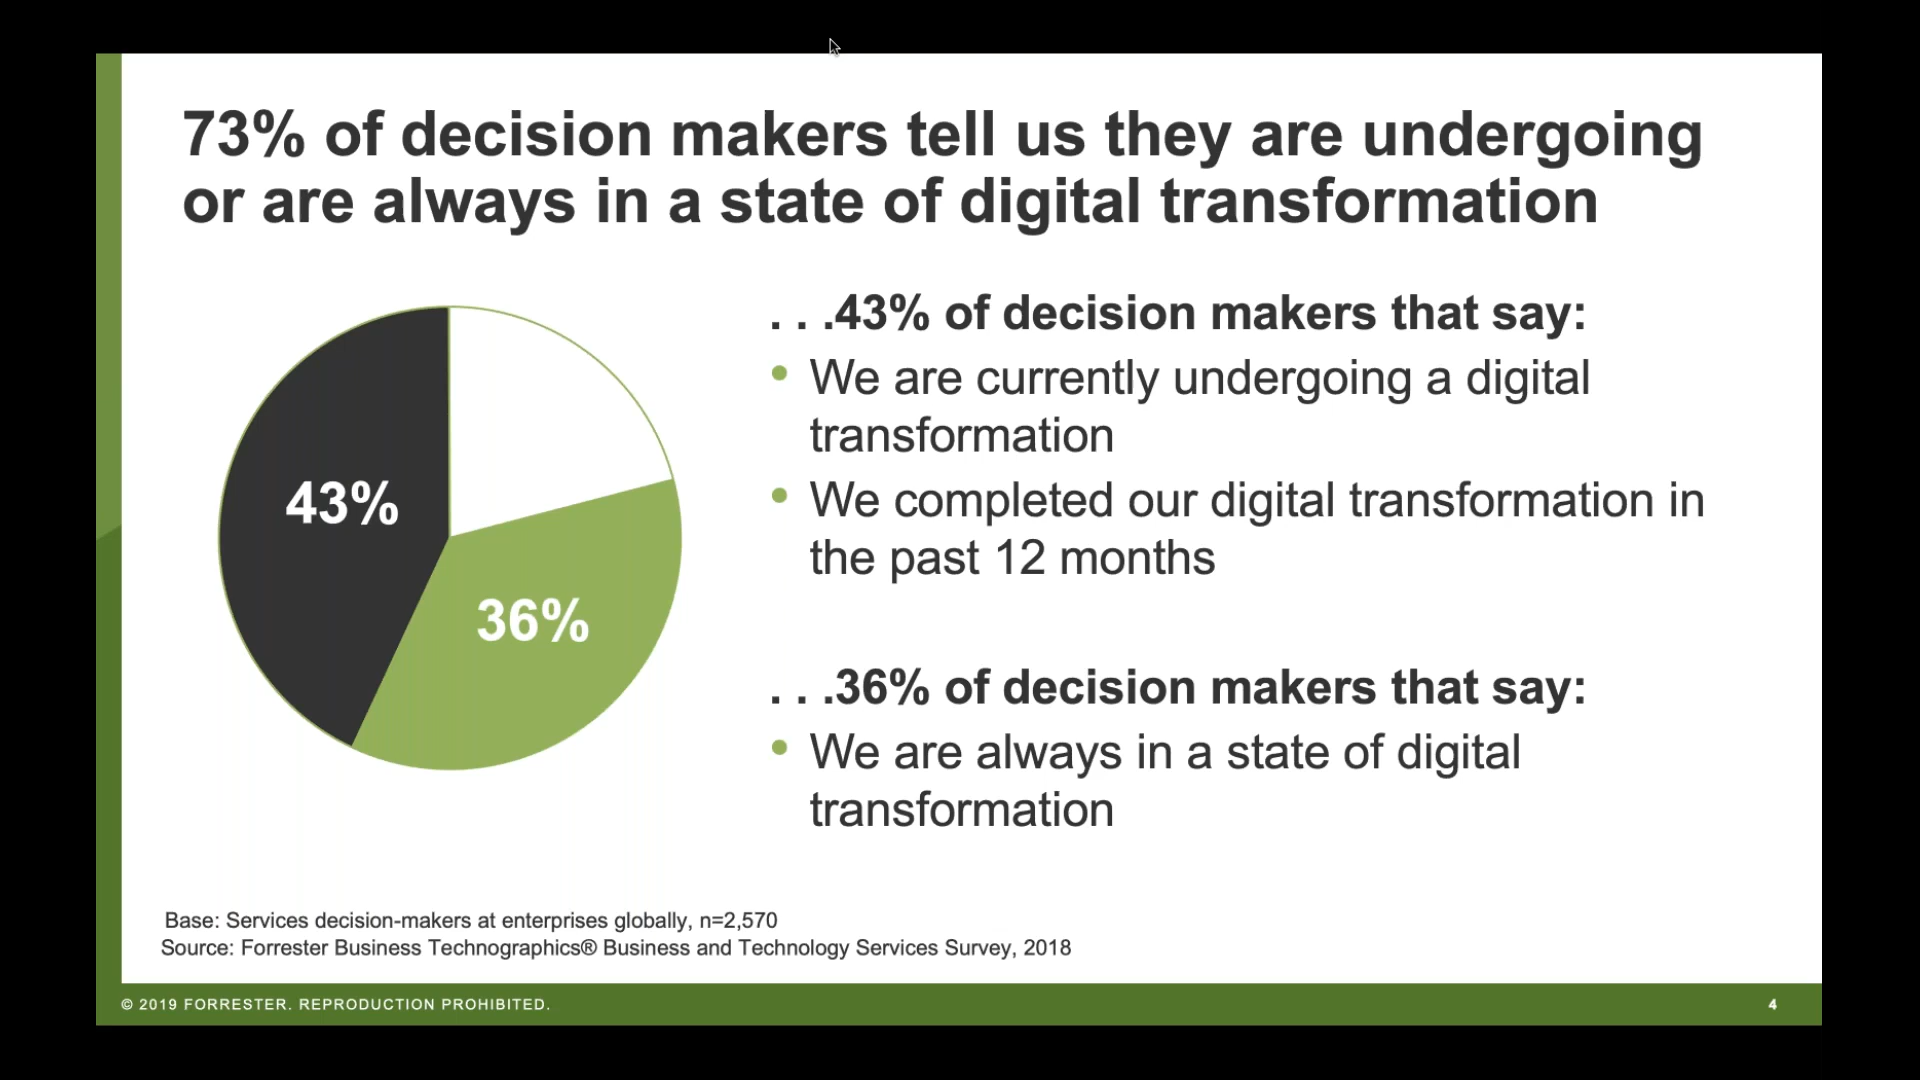 73% of decision makers tell us they are undergoing
or are always in a state of digital transformation
43%
36%
. . .43% of decision makers that say:
• We are currently undergoing a digital
transformation
• We completed our digital transformation in
the past 12 months
. . .36% of decision makers that say:
• We are always in a state of digital
transformation
Base: Services decision-makers at enterprises globally, n=2,570
Source: Forrester Business Technographics® Business and Technology Services Survey, 2018
© 2019 FORRESTER. REPRODUCTION PROHIBITED.
4